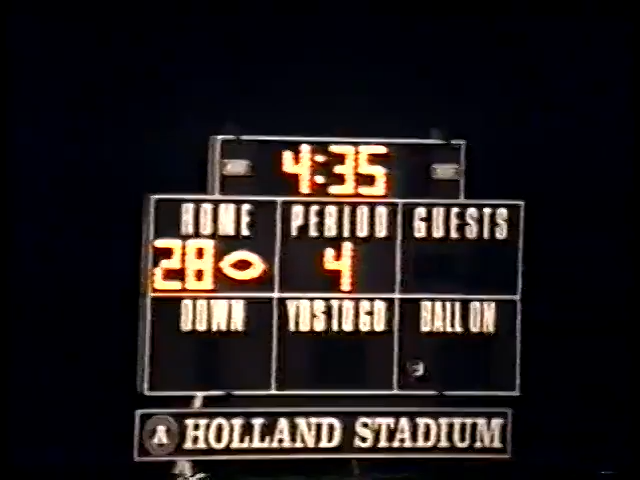 4:35
HOME PERIOD GUESTS
28 4
DOWN YDS TO GO BALL ON
A HOLLAND STADIUM